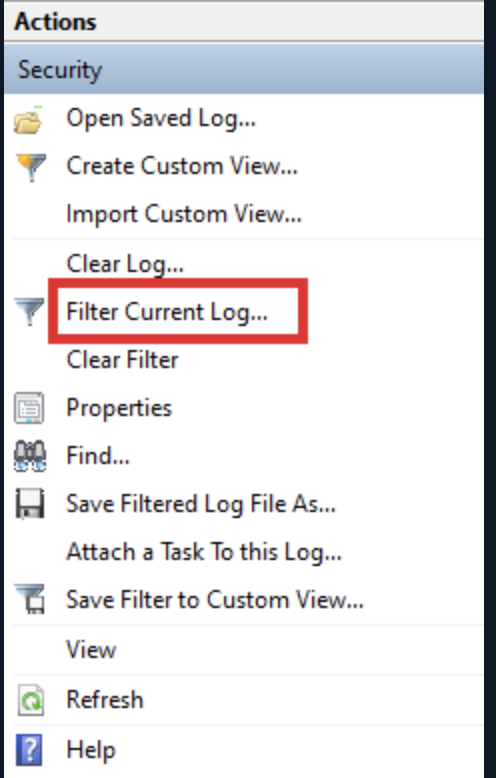 Actions
Security
Open Saved Log...
Create Custom View...
Import Custom View...
Clear Log...
Filter Current Log...
Clear Filter
Properties
Find...
Save Filtered Log File As...
Attach a Task To this Log...
Save Filter to Custom View...
View
Refresh
Help